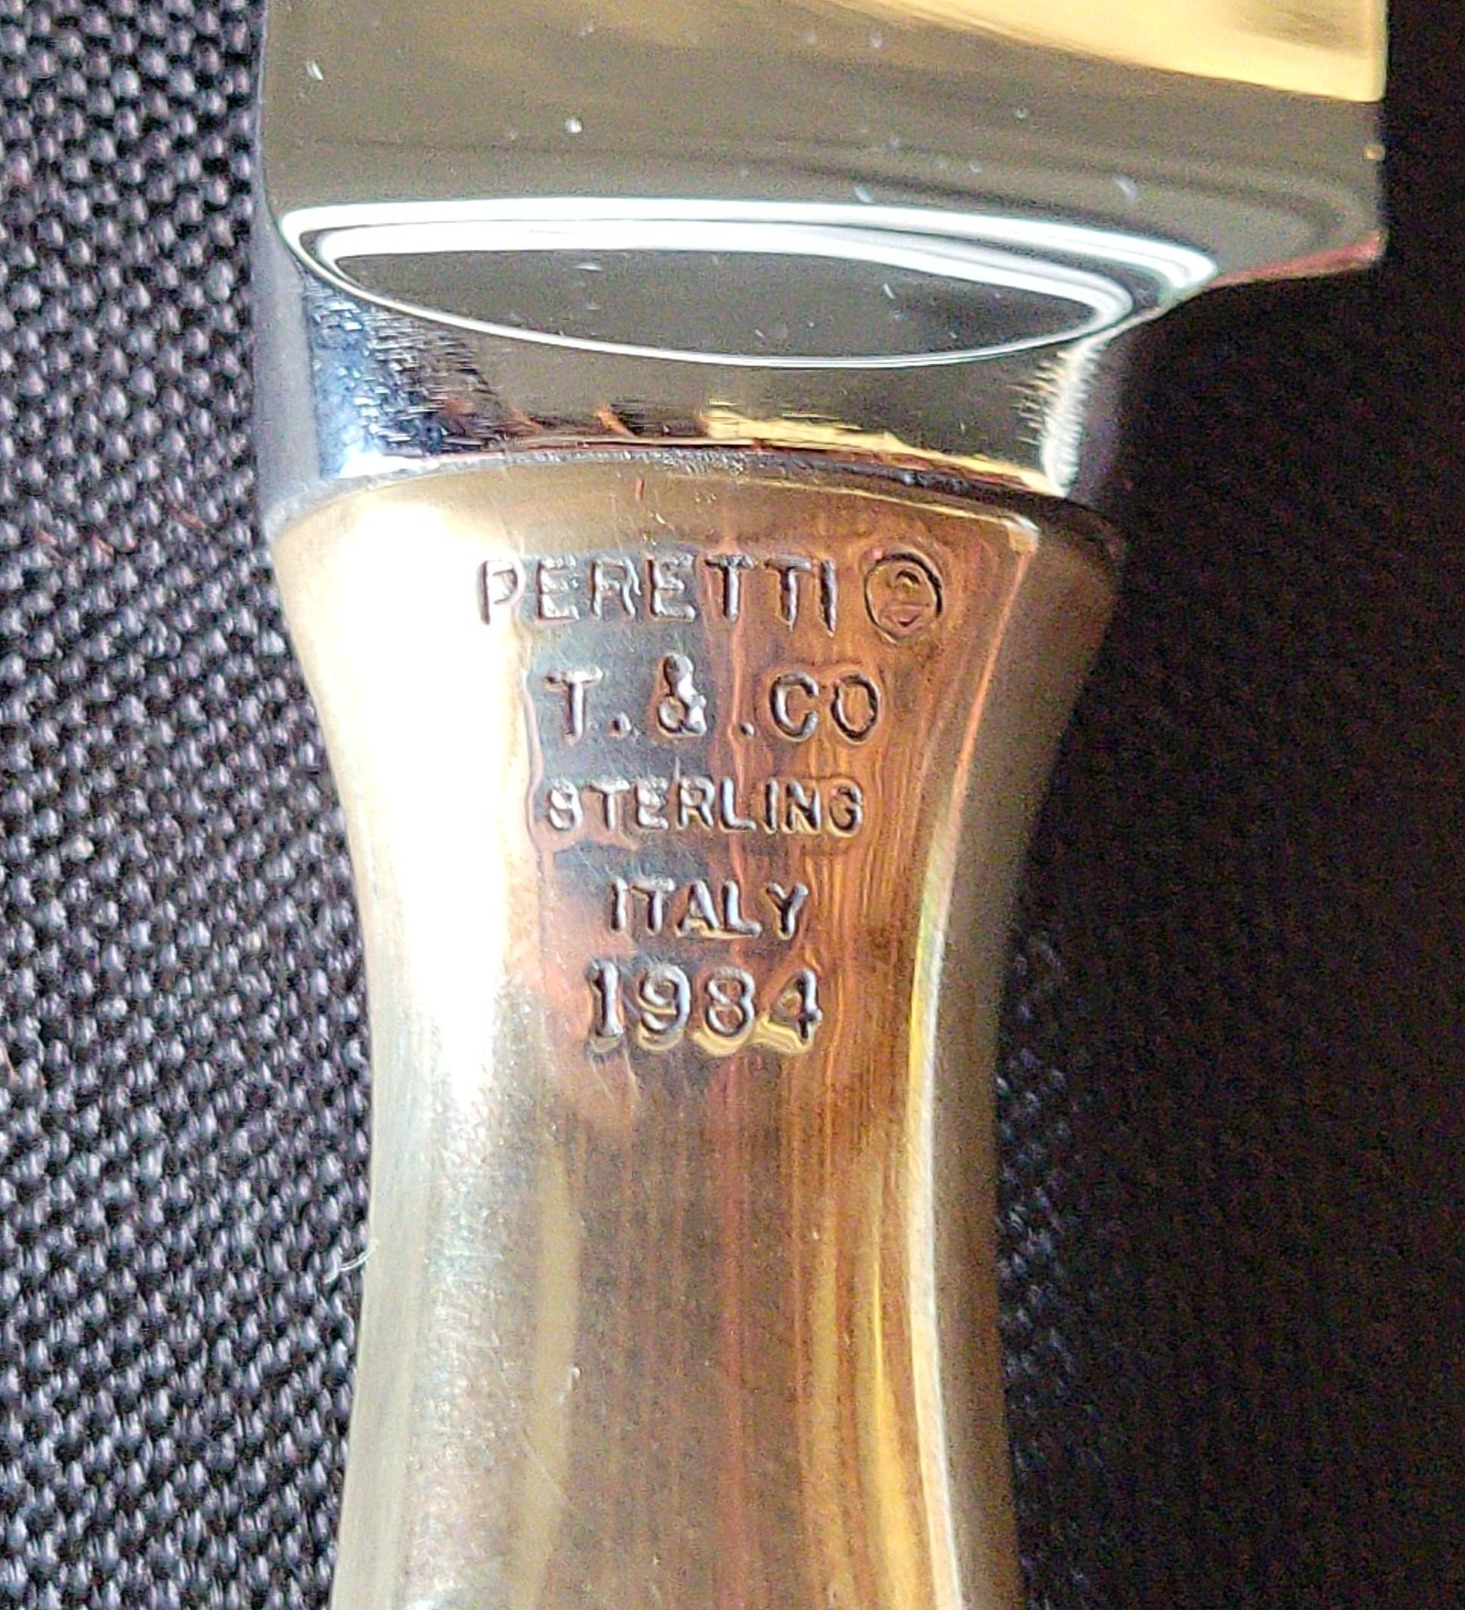 PERETTI ©
T. & .CO
STERLING
ITALY
1984